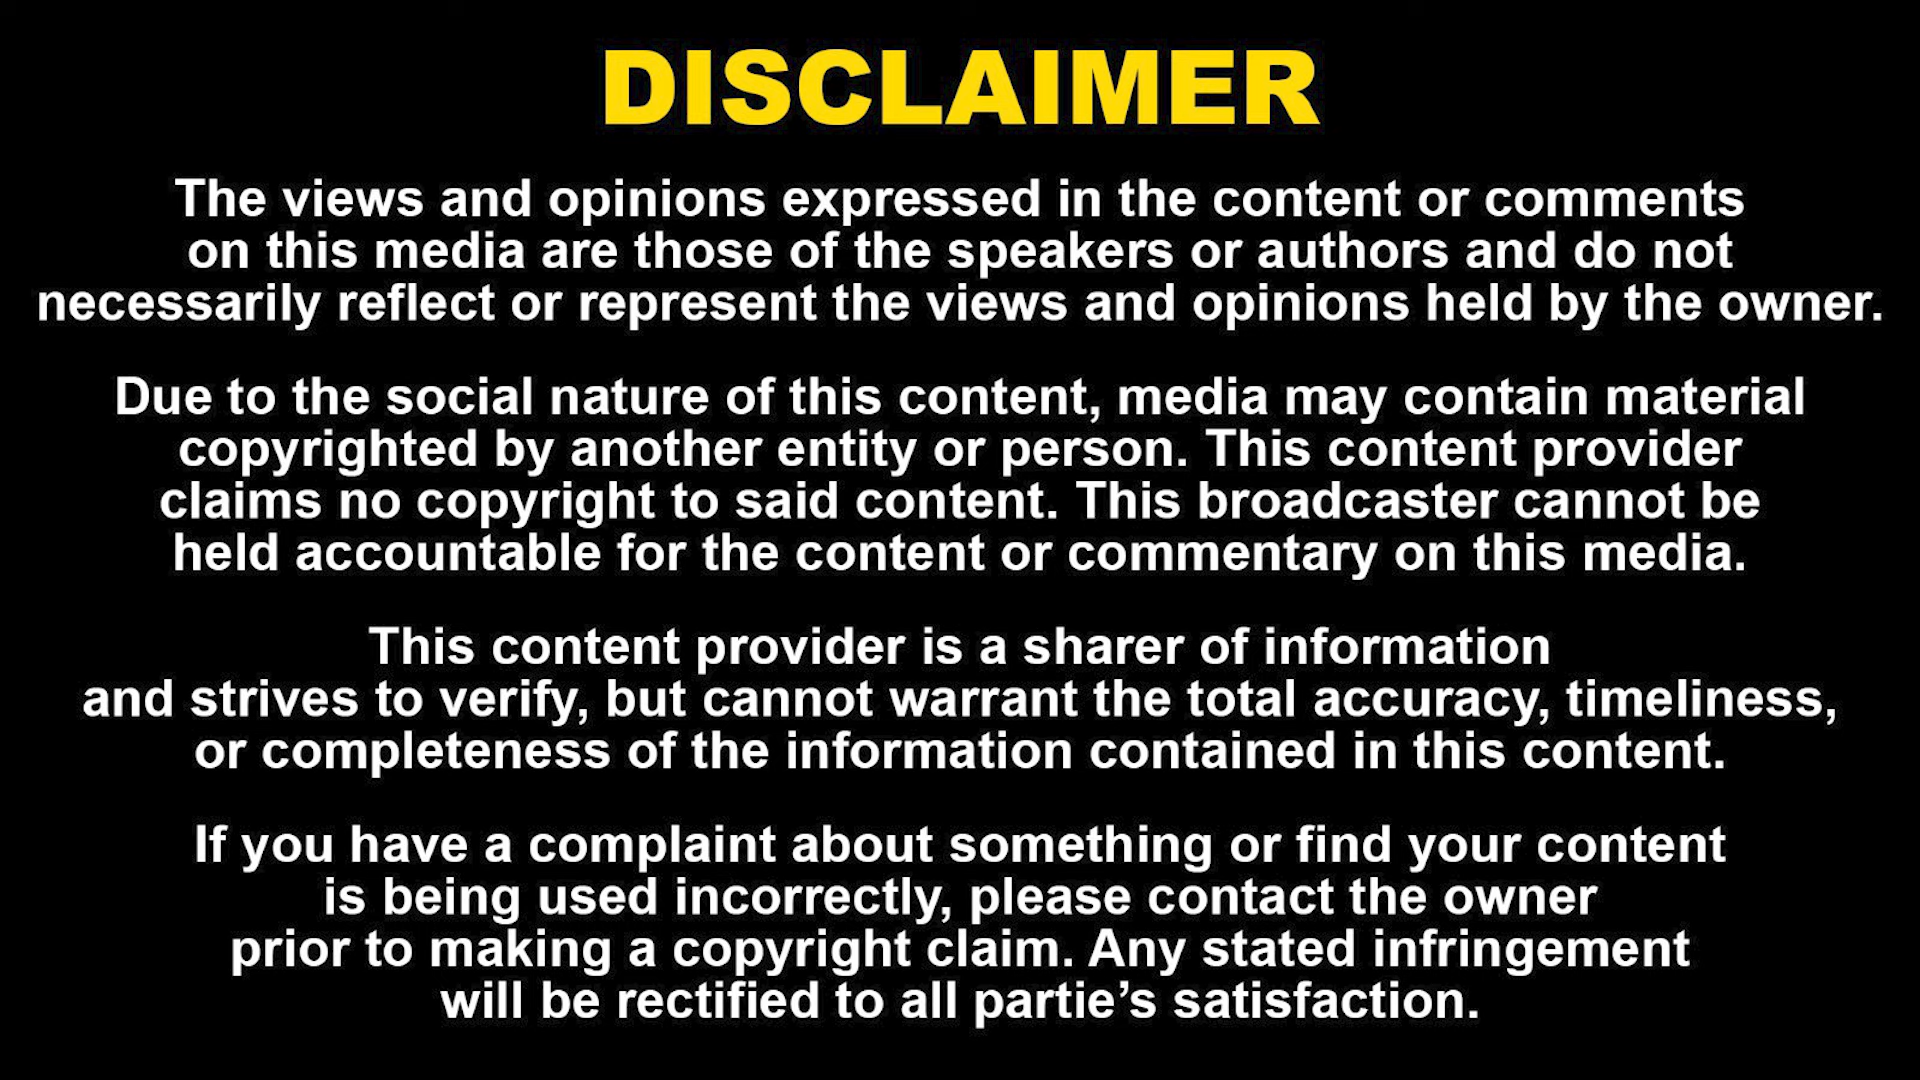 DISCLAIMER
The views and opinions expressed in the content or comments
on this media are those of the speakers or authors and do not
necessarily reflect or represent the views and opinions held by the owner.
Due to the social nature of this content, media may contain material
copyrighted by another entity or person. This content provider
claims no copyright to said content. This broadcaster cannot be
held accountable for the content or commentary on this media.
This content provider is a sharer of information
and strives to verify, but cannot warrant the total accuracy, timeliness,
or completeness of the information contained in this content.
If you have a complaint about something or find your content
is being used incorrectly, please contact the owner
prior to making a copyright claim. Any stated infringement
will be rectified to all partie’s satisfaction.